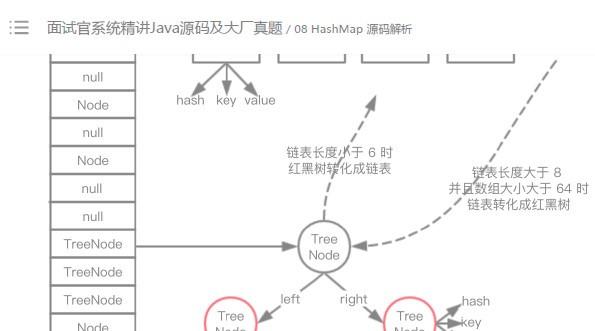 面试官系统精讲Java源码及大厂真题 / 08 HashMap 源码解析
null
Node
null
Node
null
null
TreeNode
TreeNode
TreeNode
Node
hash key value
链表长度小于 6 时
红黑树转化成链表
链表长度大于 8
并且数组大小大于 64 时
链表转化成红黑树
Tree
Node
left
right
Tree
Node
Tree
Node
hash
key